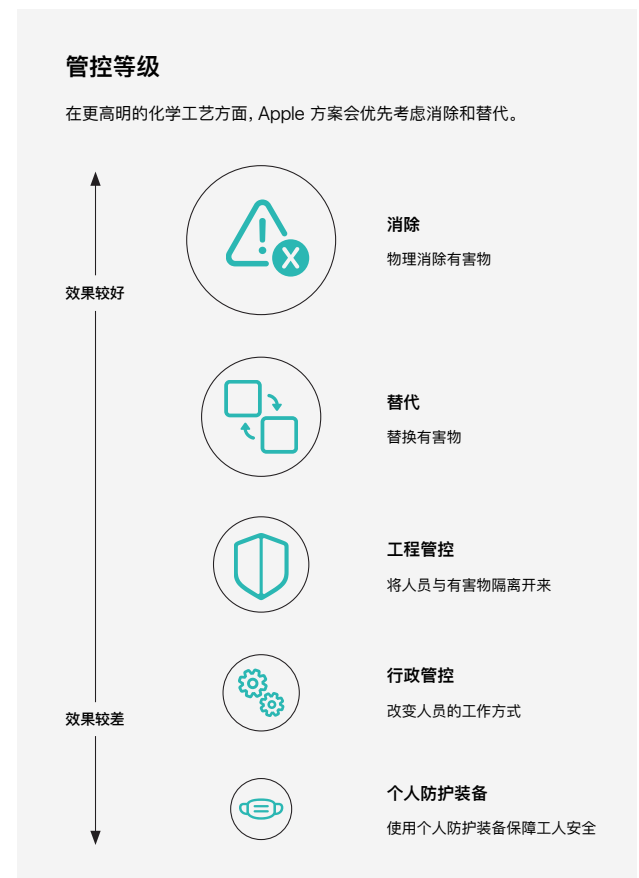 管控等级
在更高明的化学工艺方面, Apple 方案会优先考虑消除和替代。
消除
物理消除有害物
效果较好
替代
替换有害物
工程管控
将人员与有害物隔离开来
行政管控
改变人员的工作方式
效果较差
个人防护装备
使用个人防护装备保障工人安全